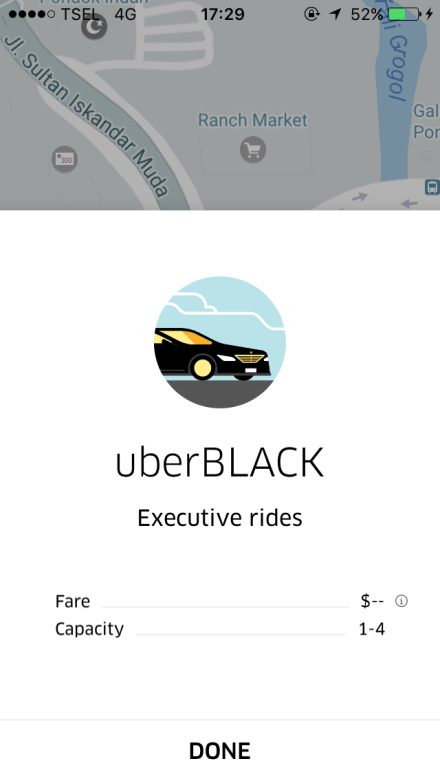 TSEL 4G 17:29 52%
Jl. Sultan Iskandar Muda
Grogol
Ranch Market
Gal
uberBLACK
Executive rides
Fare $--
Capacity 1-4
DONE